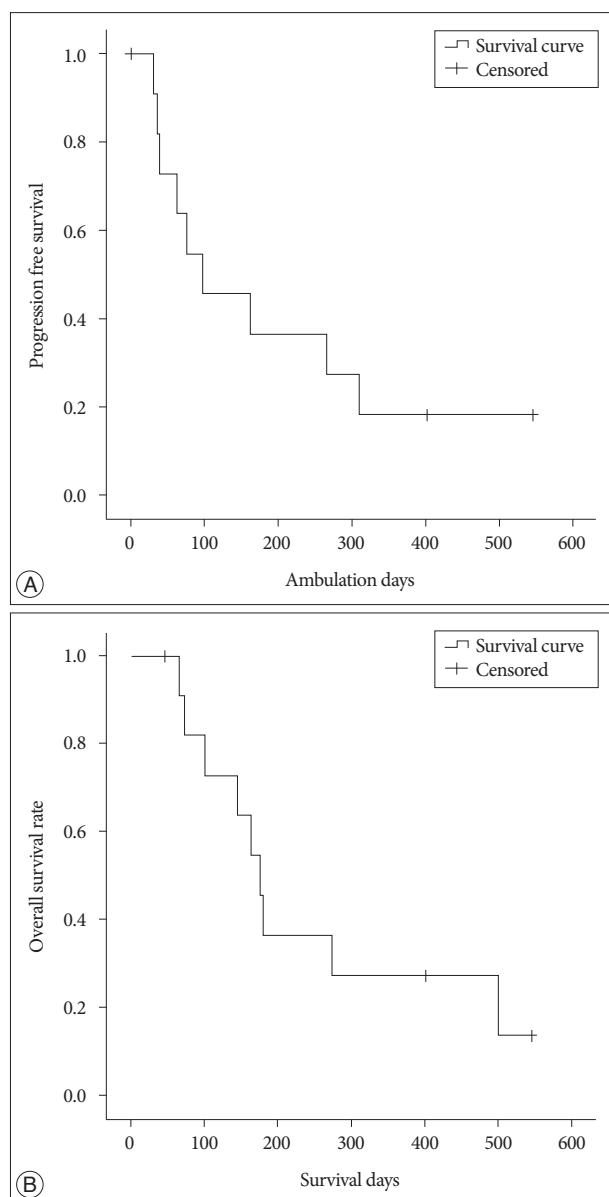 Survival curve
Censored
1.0
0.8
0.6
0.4
0.2
0.0
Progression free survival
0 100 200 300 400 500 600
Ambulation days
A
Survival curve
Censored
1.0
0.8
0.6
0.4
0.2
0.0
Overall survival rate
0 100 200 300 400 500 600
Survival days
B